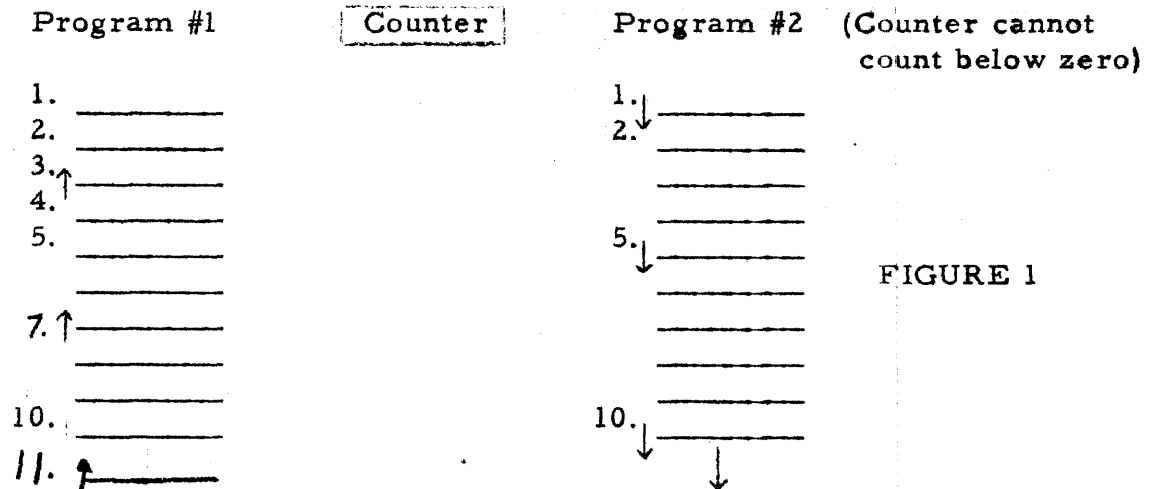 Program #1 Counter Program #2 (Counter cannot
count below zero)
1. 1.↓
2. 2.
3.↑
4.
5. 5.↓
FIGURE 1
7. ↑
10. 10.↓ ↓
11. ↑